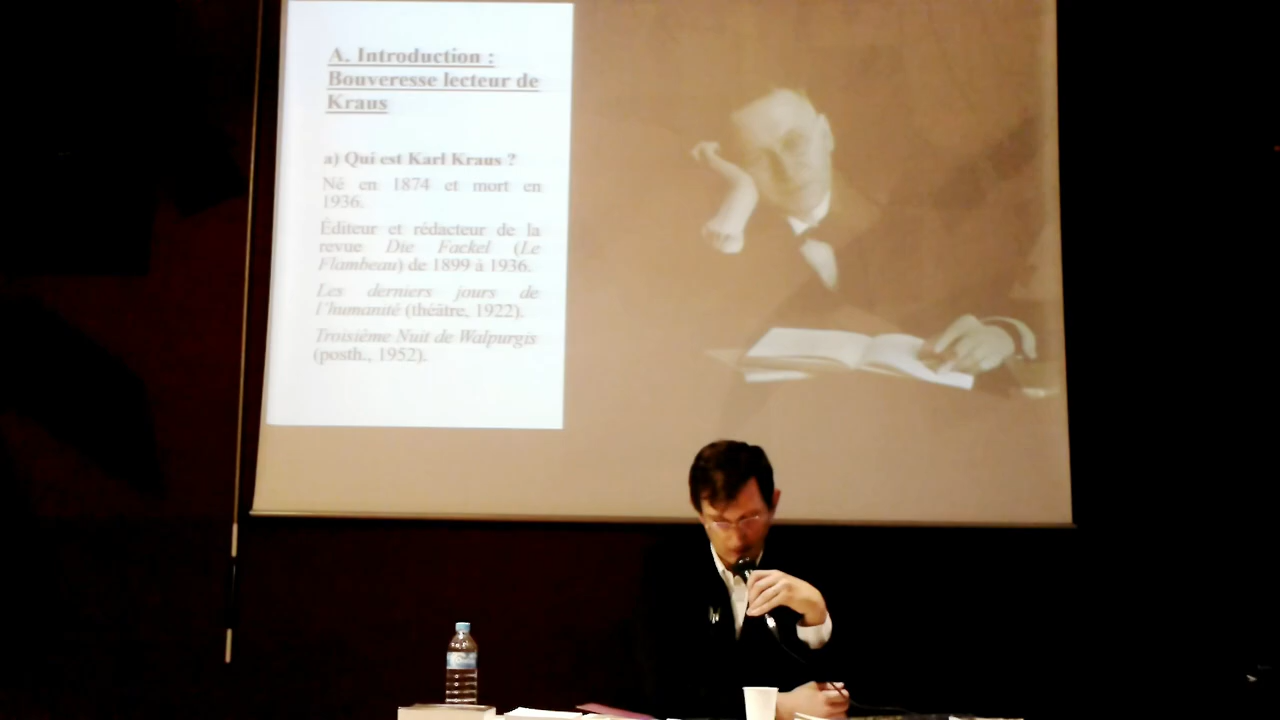 A. Introduction :
Bouveresse lecteur de
Kraus
a) Qui est Karl Kraus ?
Né en 1874 et mort en
1936.
Éditeur et rédacteur de la
revue Die Fackel (Le
Flambeau) de 1899 à 1936.
Les derniers jours de
l'humanité (théâtre, 1922).
Troisième Nuit de Walpurgis
(posth., 1952).